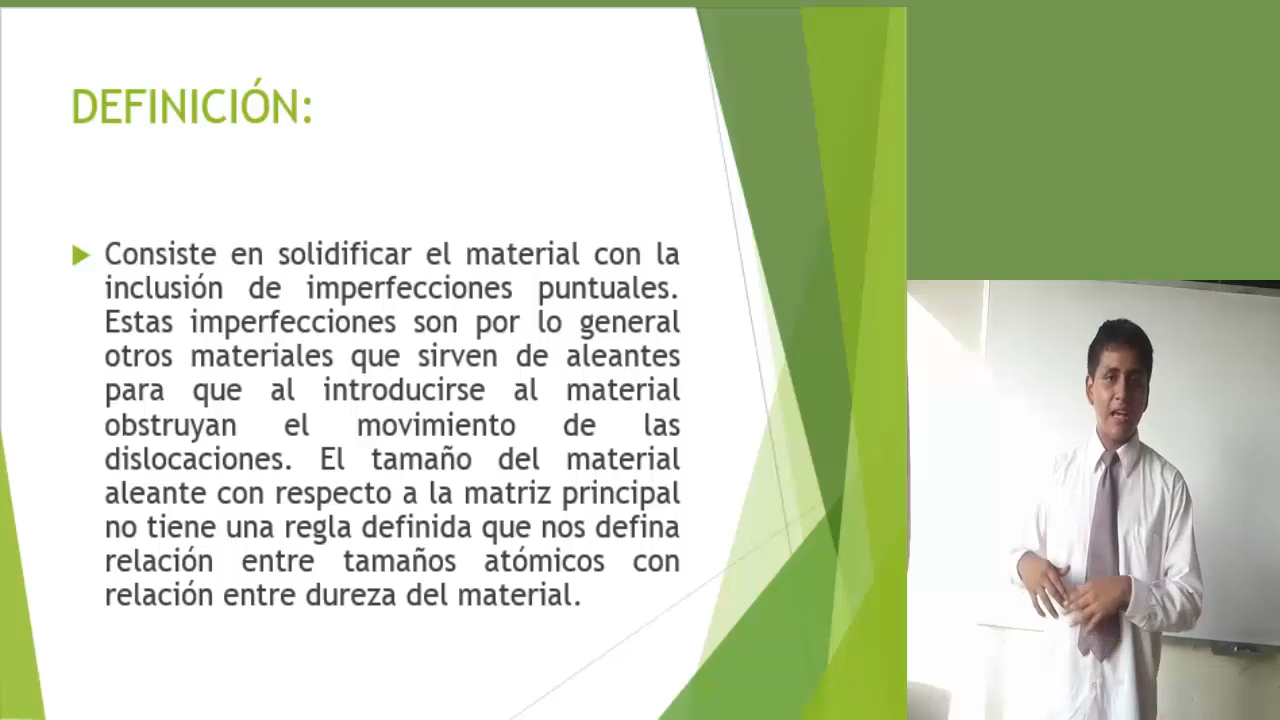 DEFINICIÓN:
Consiste en solidificar el material con la
inclusión de imperfecciones puntuales.
Estas imperfecciones son por lo general
otros materiales que sirven de aleantes
para que al introducirse al material
obstruyan el movimiento de las
dislocaciones. El tamaño del material
aleante con respecto a la matriz principal
no tiene una regla definida que nos defina
relación entre tamaños atómicos con
relación entre dureza del material.